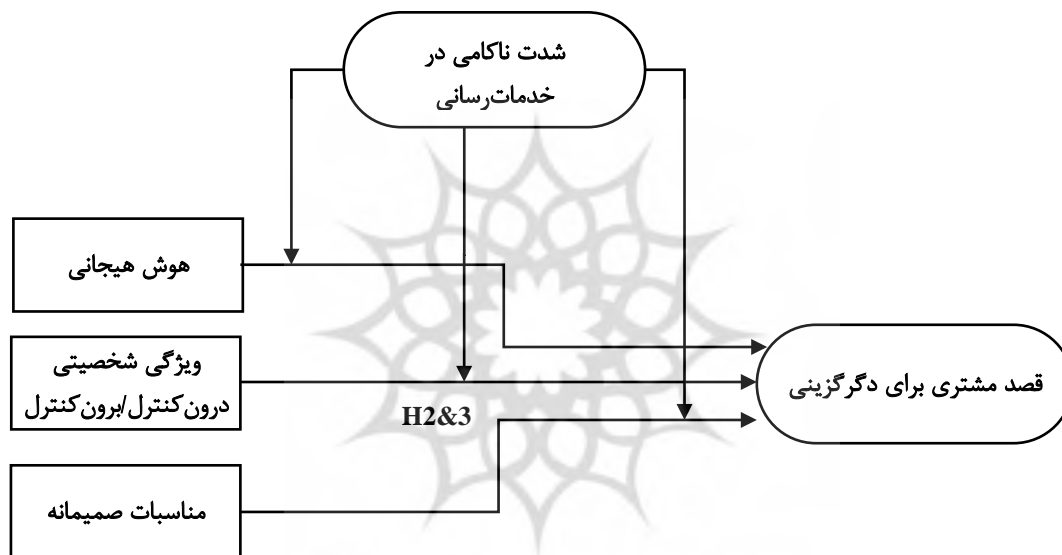 شدت ناکامی در
خدمات‌رسانی
هوش هیجانی
ویژگی شخصیتی
درون‌کنترل/برون‌کنترل
قصد مشتری برای دگرگزینی
H2&3
مناسبات صمیمانه